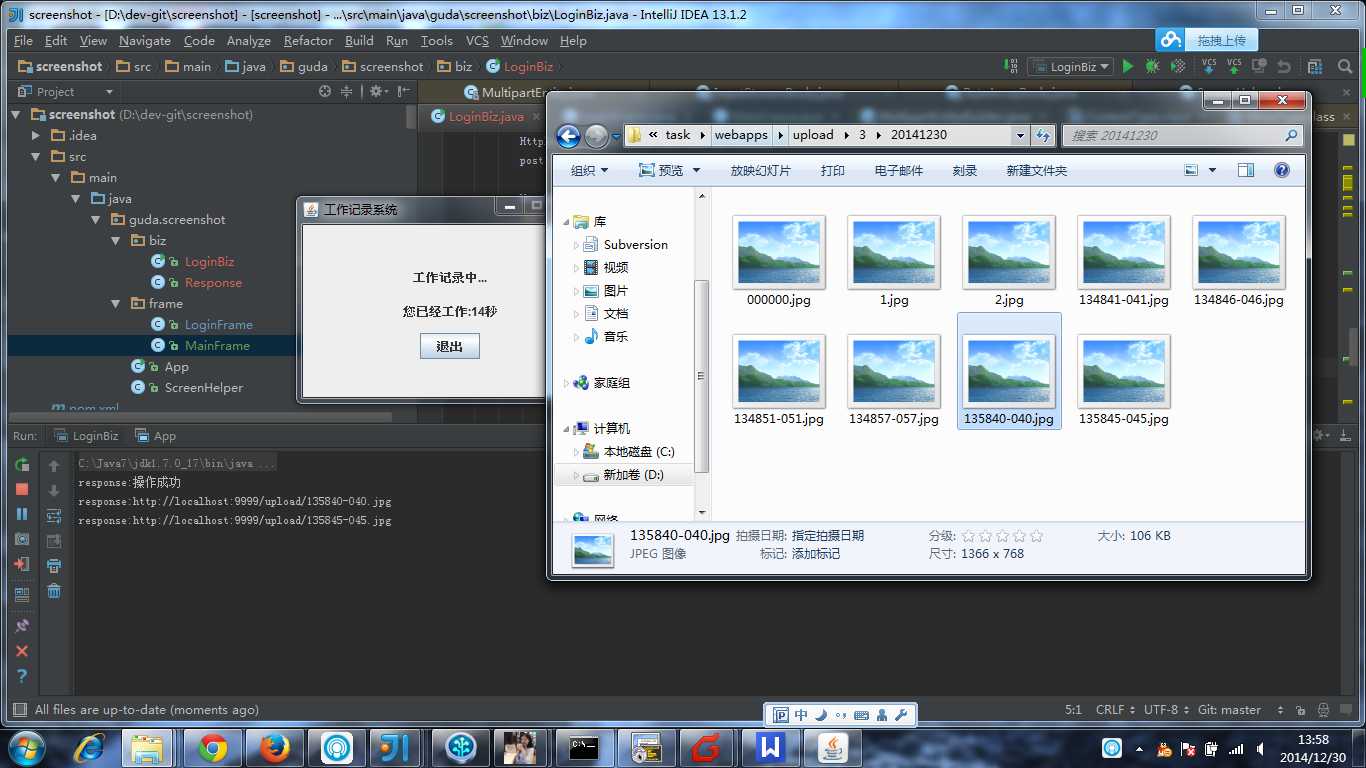 screenshot - [D:\dev-git\screenshot] - [screenshot] - ...\src\main\java\guda\screenshot\biz\LoginBiz.java - IntelliJ IDEA 13.1.2
File Edit View Navigate Code Analyze Refactor Build Run Tools VCS Window Help
拖拽上传
screenshot src main java guda screenshot biz LoginBiz
LoginBiz
VCS VCS
Project
screenshot (D:\dev-git\screenshot)
.idea
src
main
java
guda.screenshot
biz
LoginBiz
Response
frame
LoginFrame
MainFrame
App
ScreenHelper
pom.xml
LoginBiz.java
post
工作记录系统
工作记录中...
您已经工作:14秒
退出
« task webapps upload 3 20141230
搜索 20141230
组织 预览 放映幻灯片 打印 电子邮件 刻录 新建文件夹
库
Subversion
视频
图片
文档
音乐
家庭组
计算机
本地磁盘 (C:)
新加卷 (D:)
网络
000000.jpg 1.jpg 2.jpg 134841-041.jpg 134846-046.jpg
134851-051.jpg 134857-057.jpg 135840-040.jpg 135845-045.jpg
135840-040.jpg 拍摄日期: 指定拍摄日期 分级: 大小: 106 KB
JPEG 图像 标记: 添加标记 尺寸: 1366 x 768
Run: LoginBiz App
C:\Java7\jdk1.7.0_17\bin\java ...
response:操作成功
response:http://localhost:9999/upload/135840-040.jpg
response:http://localhost:9999/upload/135845-045.jpg
All files are up-to-date (moments ago)
中
5:1 CRLF UTF-8 Git: master
13:58
2014/12/30